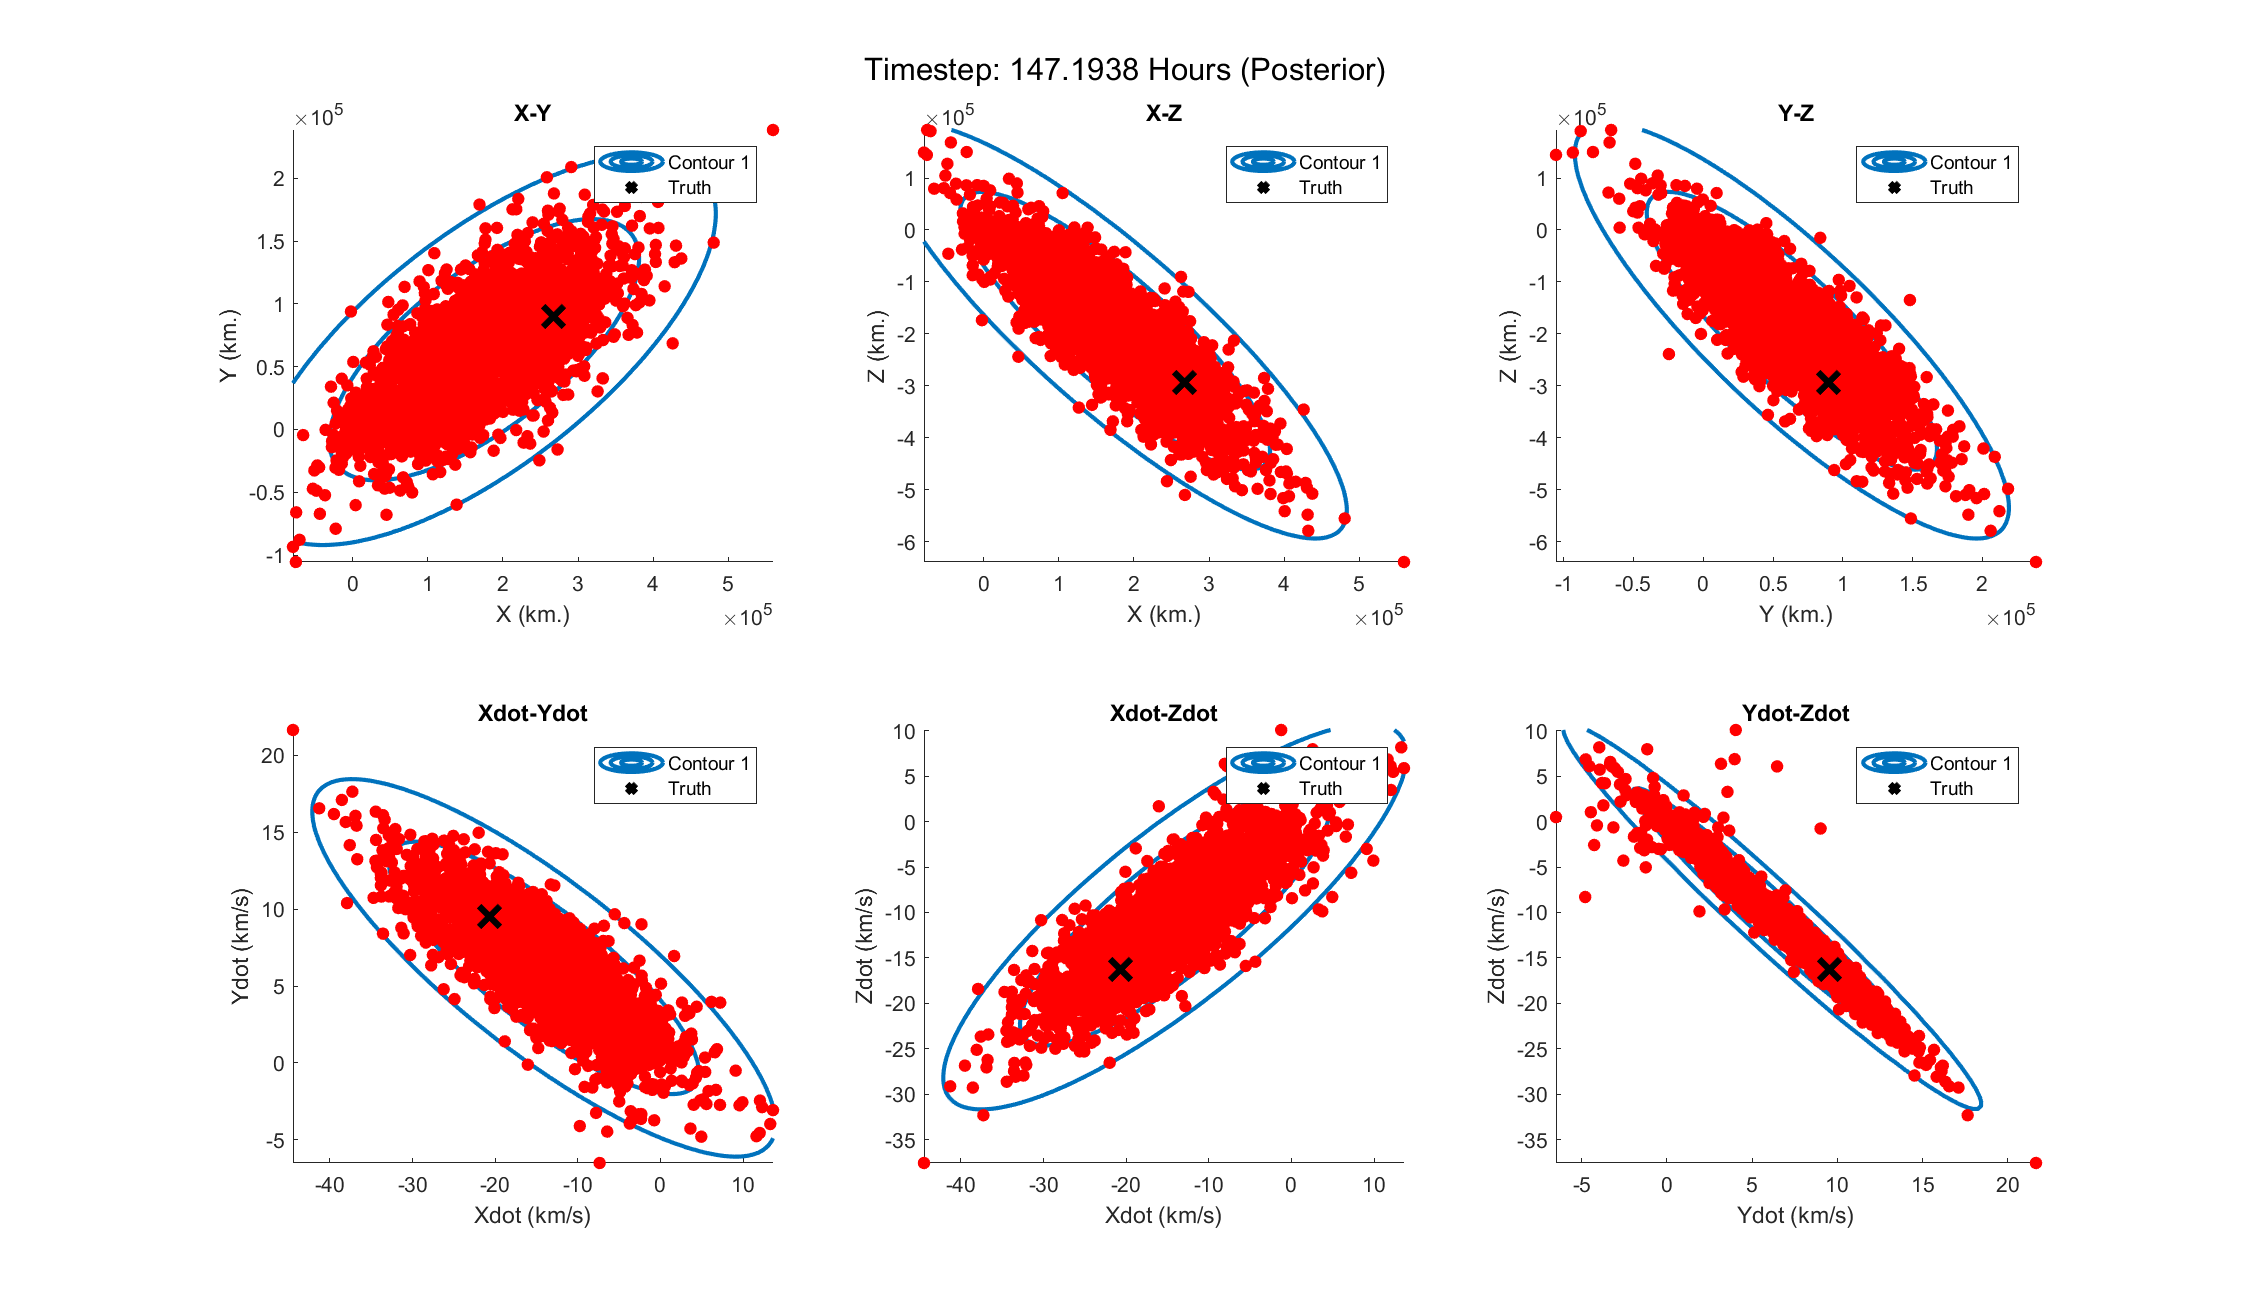 Timestep: 147.1938 Hours (Posterior)
X-Y
×10^5
2
1.5
1
0.5
0
-0.5
-1
Y (km.)
0 1 2 3 4 5
×10^5
X (km.)
Contour 1
Truth
X-Z
×10^5
1
0
-1
-2
-3
-4
-5
-6
Z (km.)
0 1 2 3 4 5
×10^5
X (km.)
Contour 1
Truth
Y-Z
×10^5
1
0
-1
-2
-3
-4
-5
-6
Z (km.)
-1 -0.5 0 0.5 1 1.5 2
×10^5
Y (km.)
Contour 1
Truth
Xdot-Ydot
20
15
10
5
0
-5
Ydot (km/s)
-40 -30 -20 -10 0 10
Xdot (km/s)
Contour 1
Truth
Xdot-Zdot
10
5
0
-5
-10
-15
-20
-25
-30
-35
Zdot (km/s)
-40 -30 -20 -10 0 10
Xdot (km/s)
Contour 1
Truth
Ydot-Zdot
10
5
0
-5
-10
-15
-20
-25
-30
-35
Zdot (km/s)
-5 0 5 10 15 20
Ydot (km/s)
Contour 1
Truth